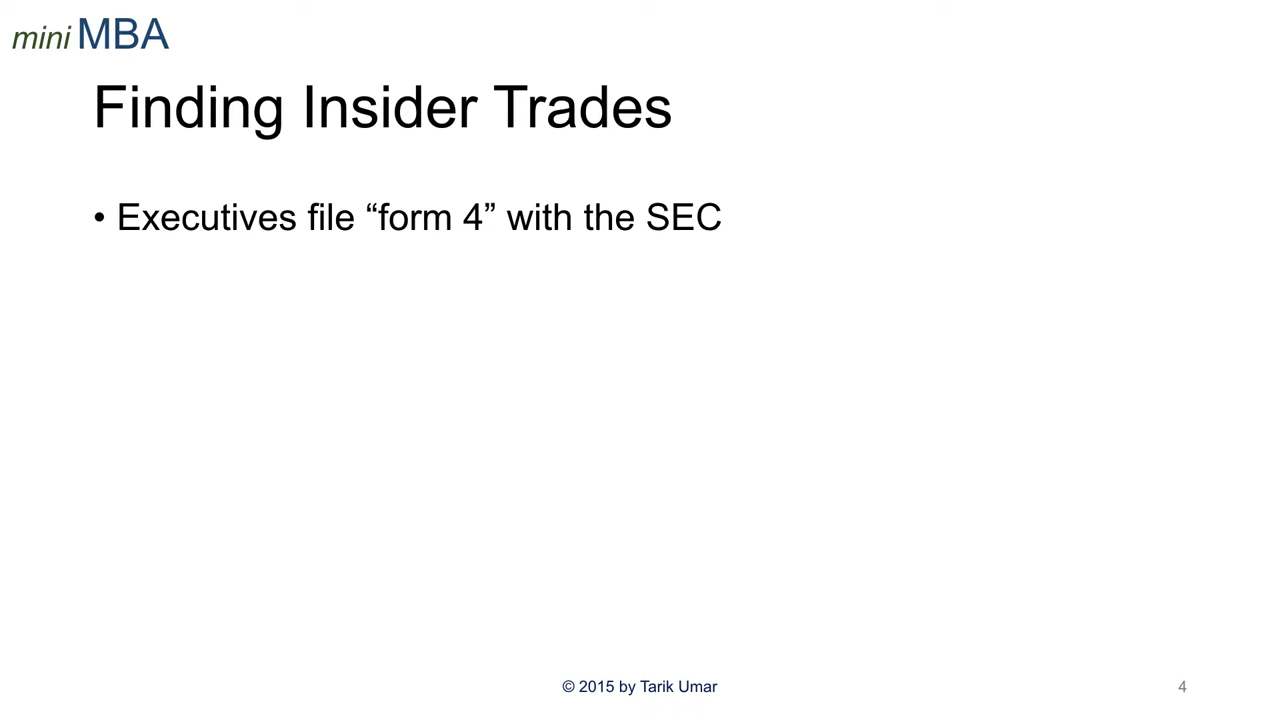 mini MBA
Finding Insider Trades
• Executives file “form 4” with the SEC
© 2015 by Tarik Umar
4